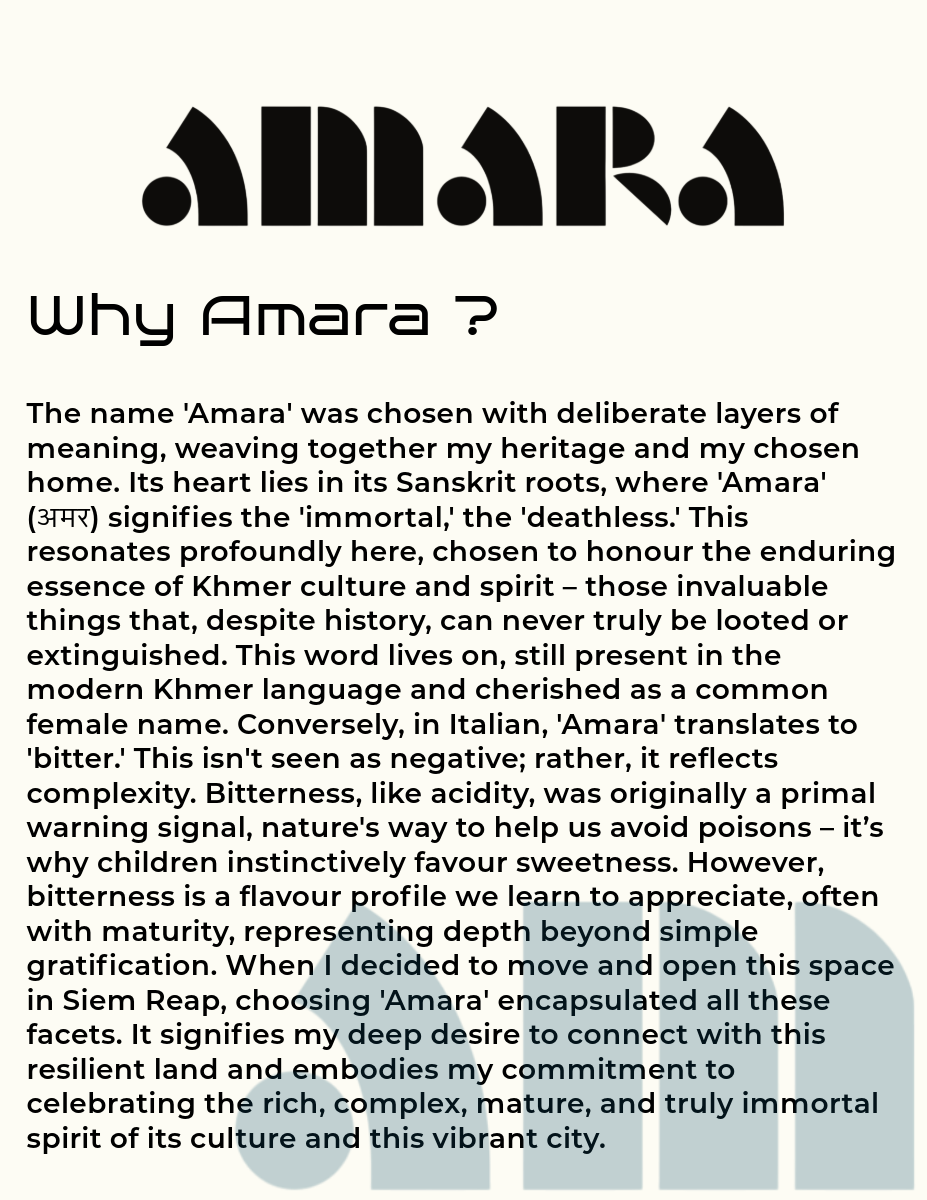 AMARA
Why Amara ?
The name 'Amara' was chosen with deliberate layers of
meaning, weaving together my heritage and my chosen
home. Its heart lies in its Sanskrit roots, where 'Amara'
(अमर) signifies the 'immortal,' the 'deathless.' This
resonates profoundly here, chosen to honour the enduring
essence of Khmer culture and spirit – those invaluable
things that, despite history, can never truly be looted or
extinguished. This word lives on, still present in the
modern Khmer language and cherished as a common
female name. Conversely, in Italian, 'Amara' translates to
'bitter.' This isn't seen as negative; rather, it reflects
complexity. Bitterness, like acidity, was originally a primal
warning signal, nature's way to help us avoid poisons – it’s
why children instinctively favour sweetness. However,
bitterness is a flavour profile we learn to appreciate, often
with maturity, representing depth beyond simple
gratification. When I decided to move and open this space
in Siem Reap, choosing 'Amara' encapsulated all these
facets. It signifies my deep desire to connect with this
resilient land and embodies my commitment to
celebrating the rich, complex, mature, and truly immortal
spirit of its culture and this vibrant city.